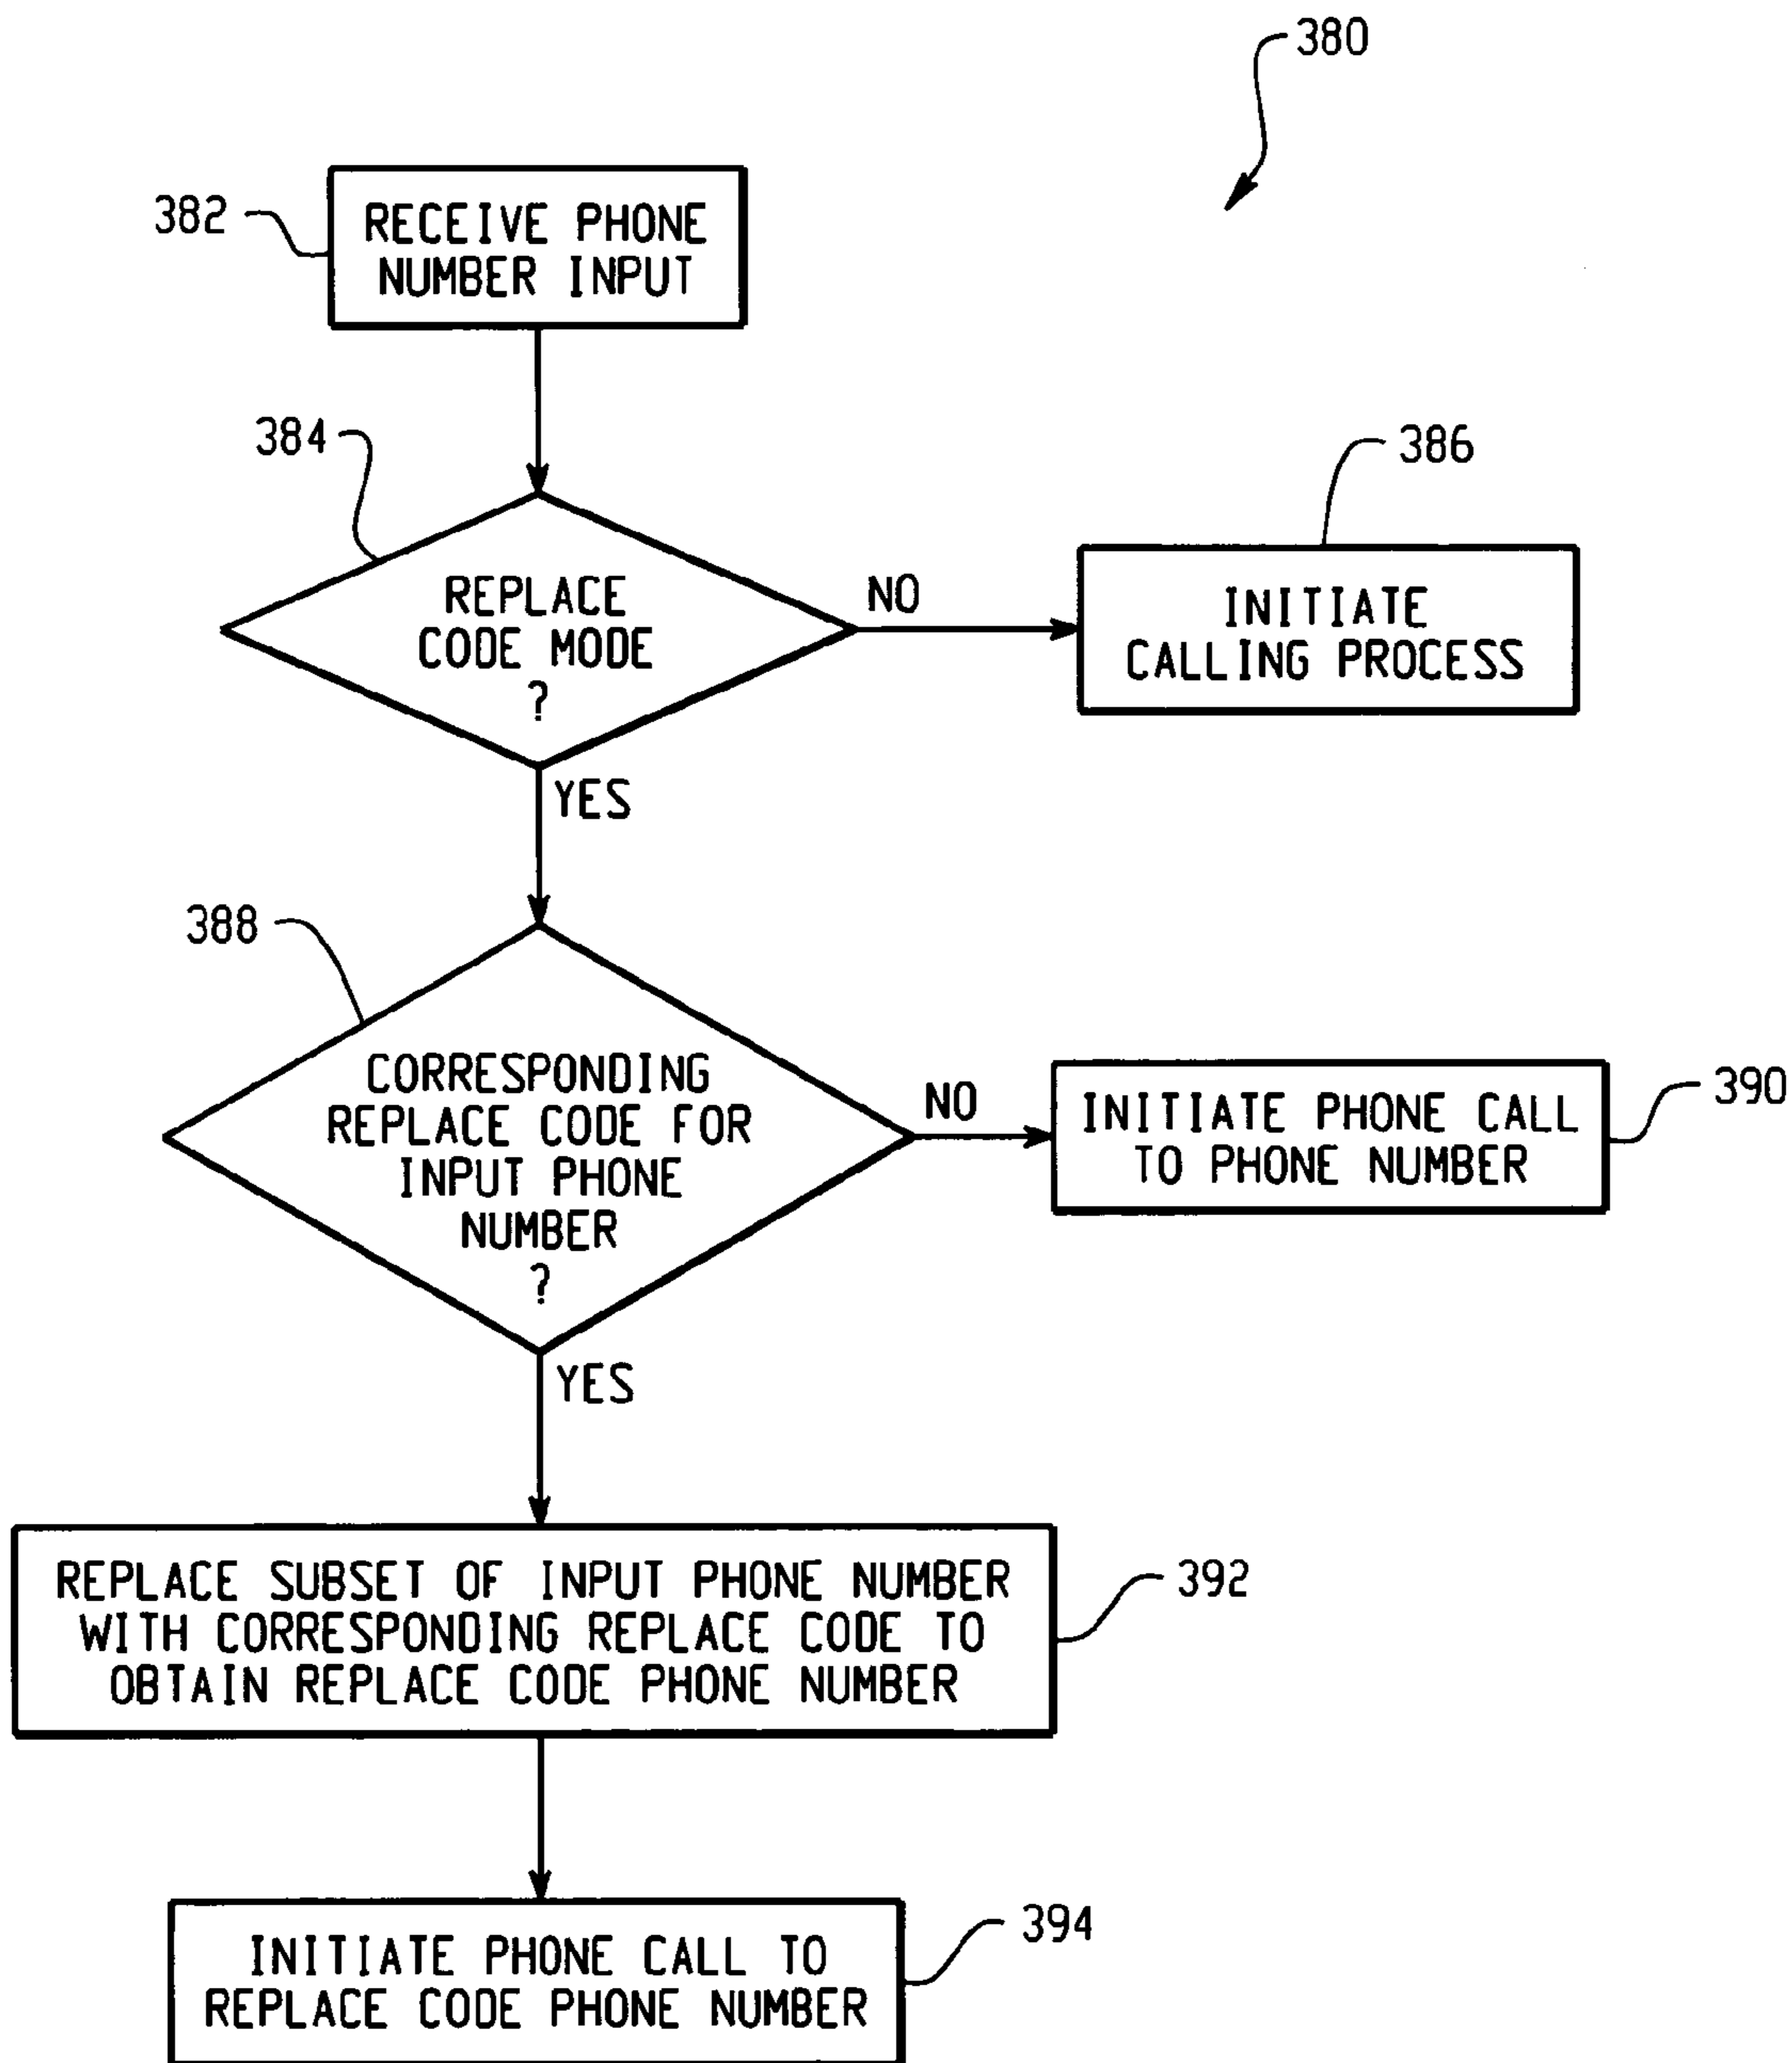 380
382
RECEIVE PHONE
NUMBER INPUT
384
REPLACE
CODE MODE
?
NO
386
INITIATE
CALLING PROCESS
YES
388
CORRESPONDING
REPLACE CODE FOR
INPUT PHONE
NUMBER
?
NO
INITIATE PHONE CALL
TO PHONE NUMBER
390
YES
REPLACE SUBSET OF INPUT PHONE NUMBER
WITH CORRESPONDING REPLACE CODE TO
OBTAIN REPLACE CODE PHONE NUMBER
392
INITIATE PHONE CALL TO
REPLACE CODE PHONE NUMBER
394